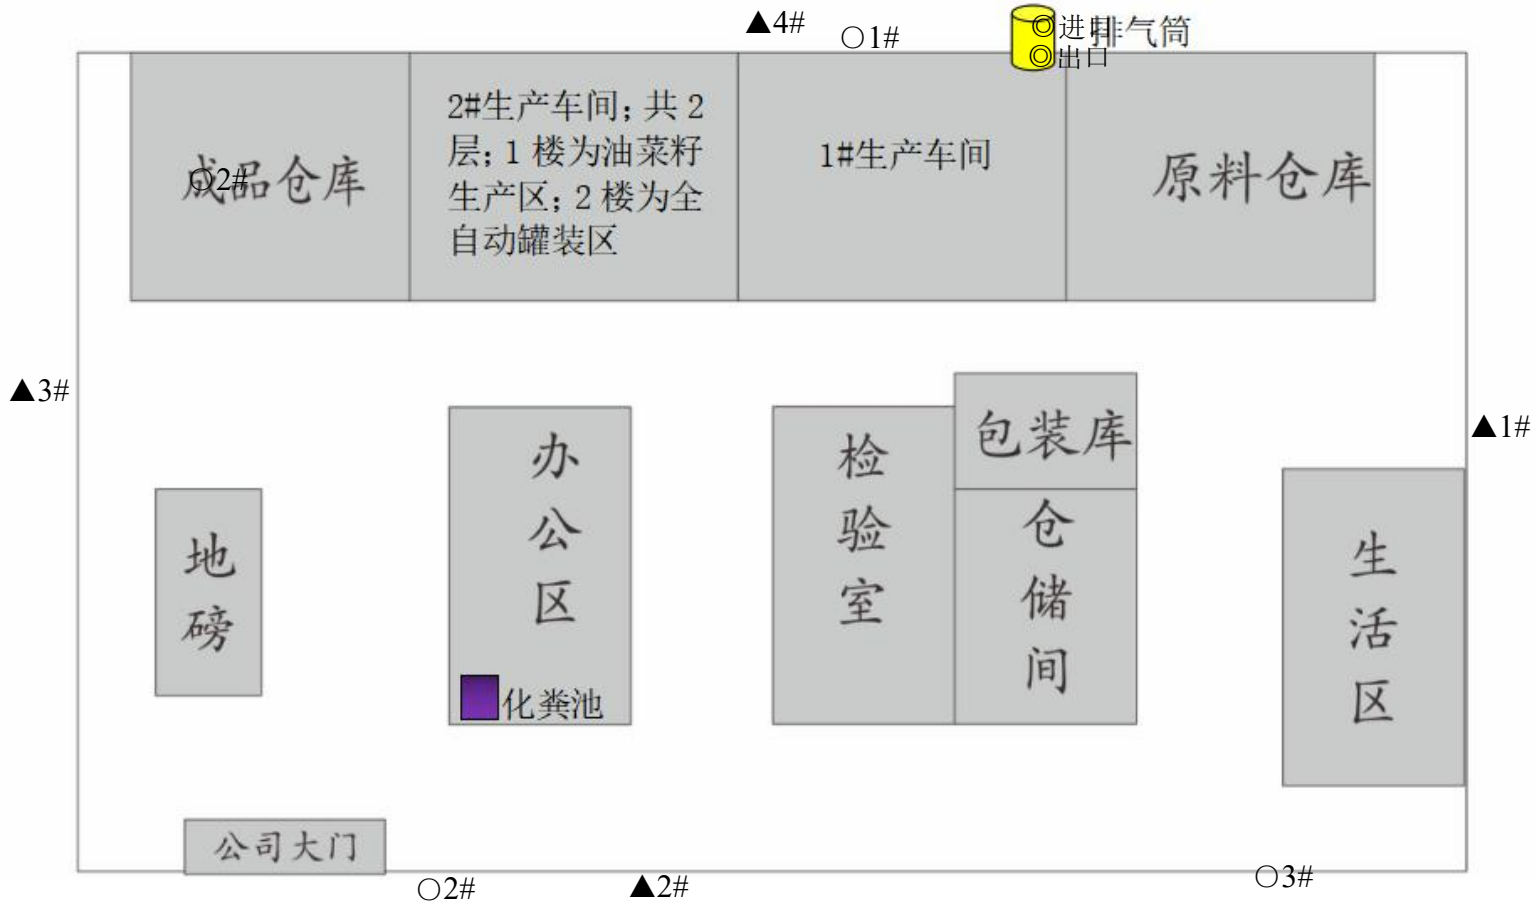 ▲4#
○1#
◎进口
排气筒
◎出口
2#生产车间；共 2
层；1 楼为油菜籽
生产区；2 楼为全
自动罐装区
1#生产车间
成品仓库
○2#
原料仓库
▲3#
▲1#
办公区
检验室
包装库
仓储间
地磅
生活区
化粪池
公司大门
○2#
▲2#
○3#